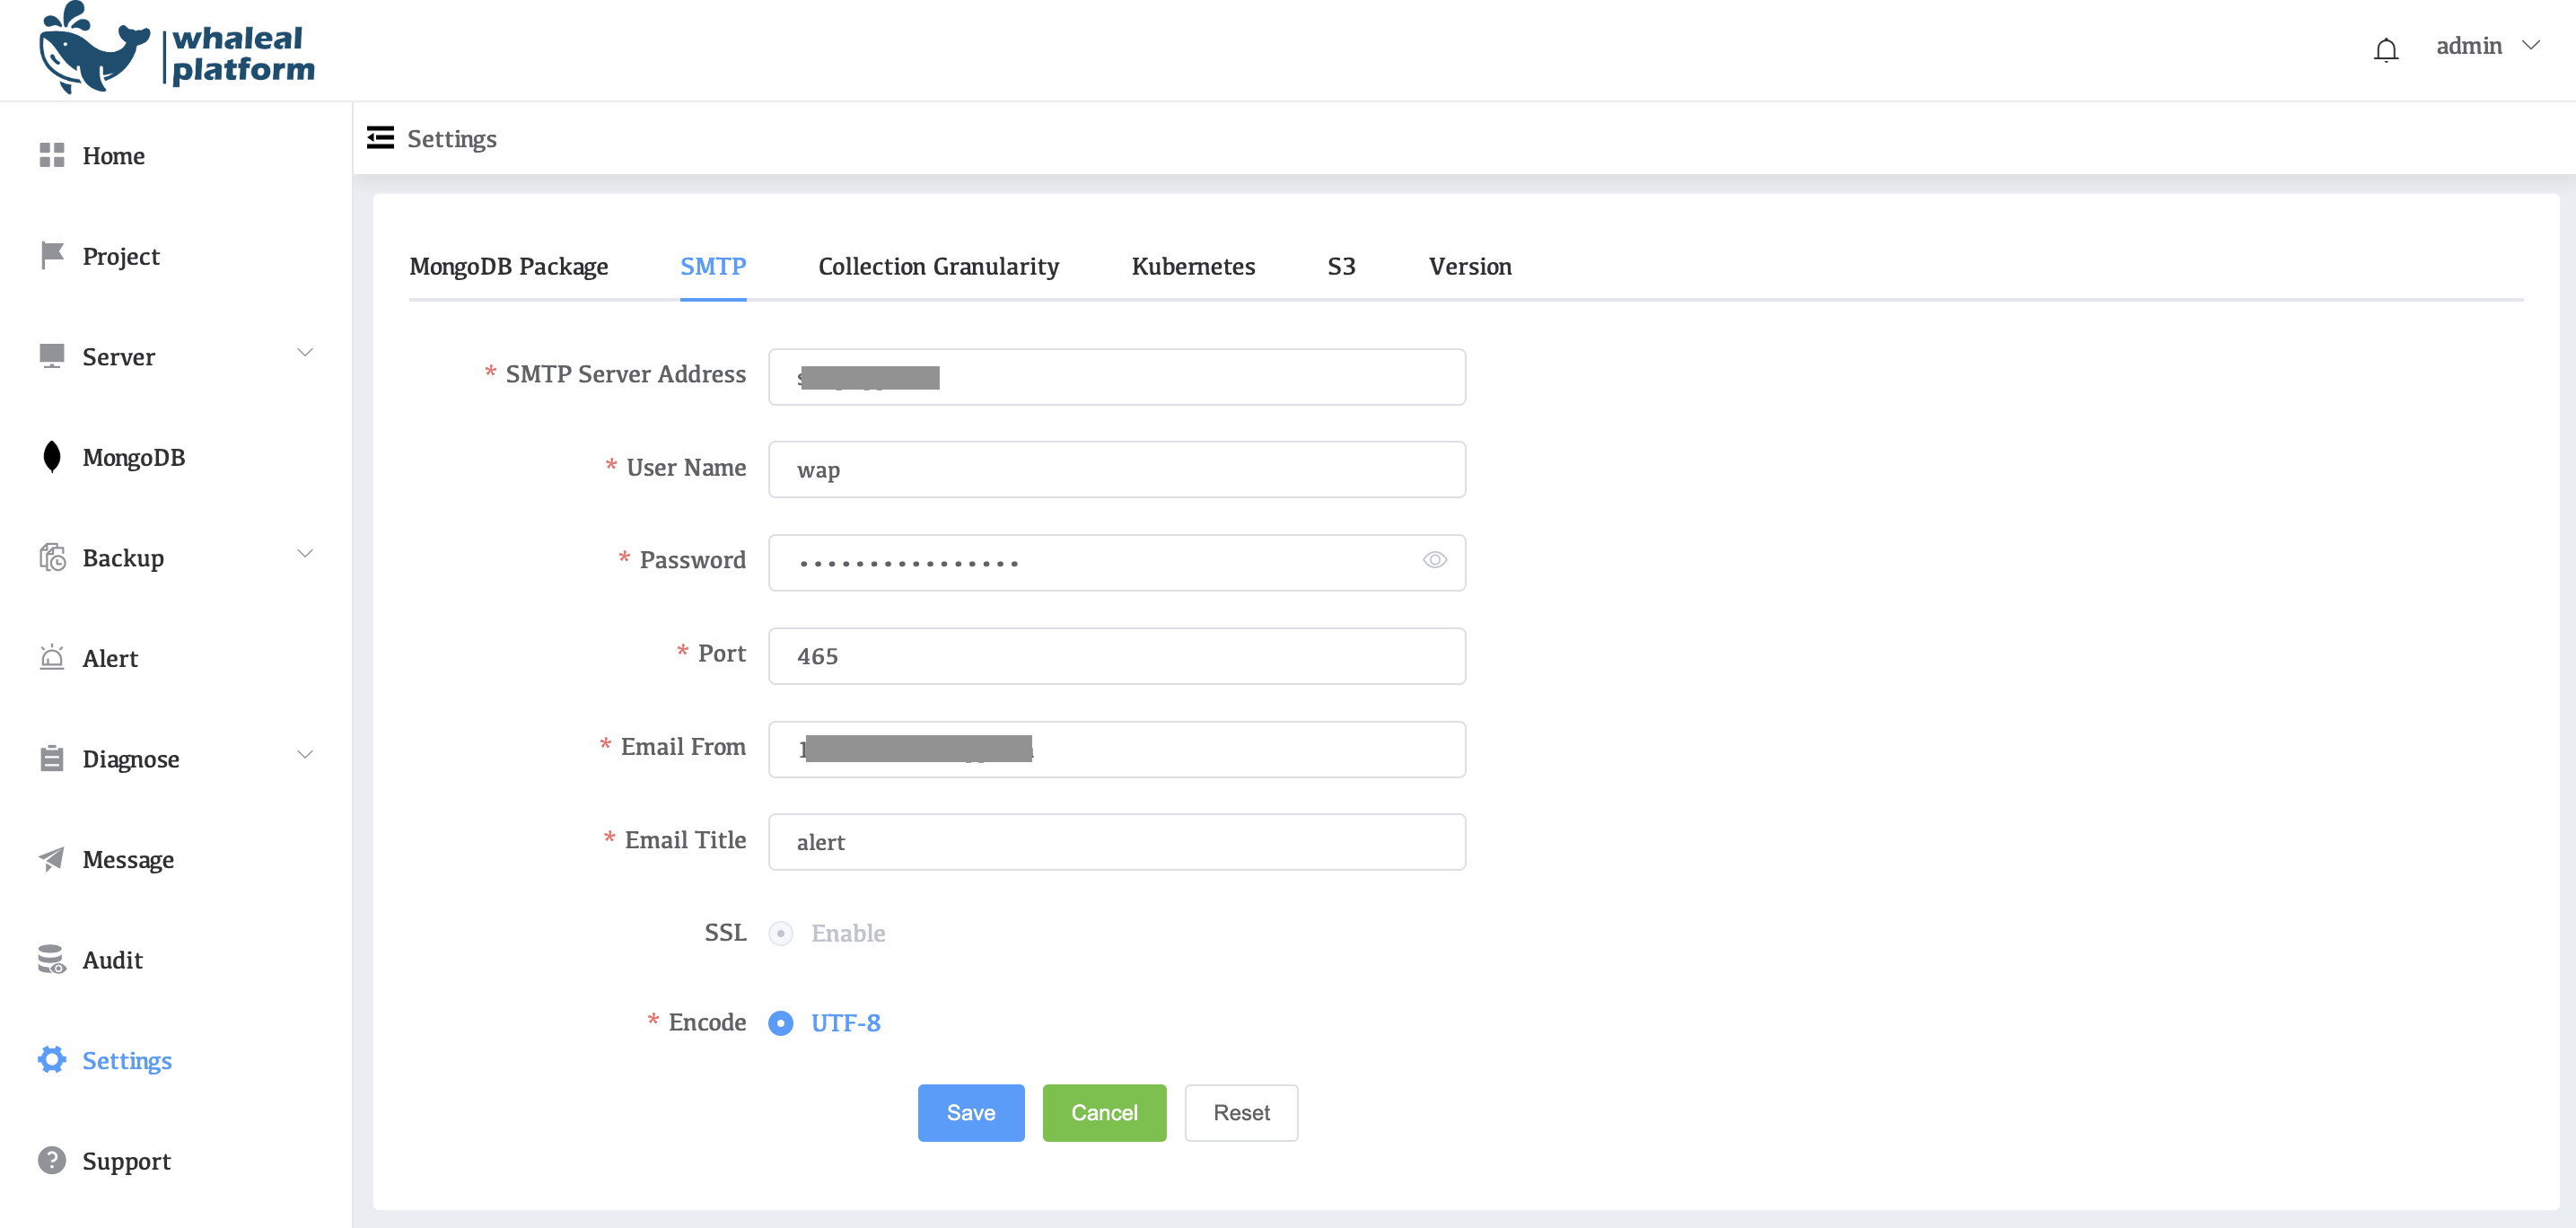 whaleal
platform
admin
Home
Project
Server
MongoDB
Backup
Alert
Diagnose
Message
Audit
Settings
Support
Settings
MongoDB Package SMTP Collection Granularity Kubernetes S3 Version
* SMTP Server Address
* User Name wap
* Password ••••••••••••••••
* Port 465
* Email From
* Email Title alert
SSL Enable
* Encode UTF-8
Save Cancel Reset